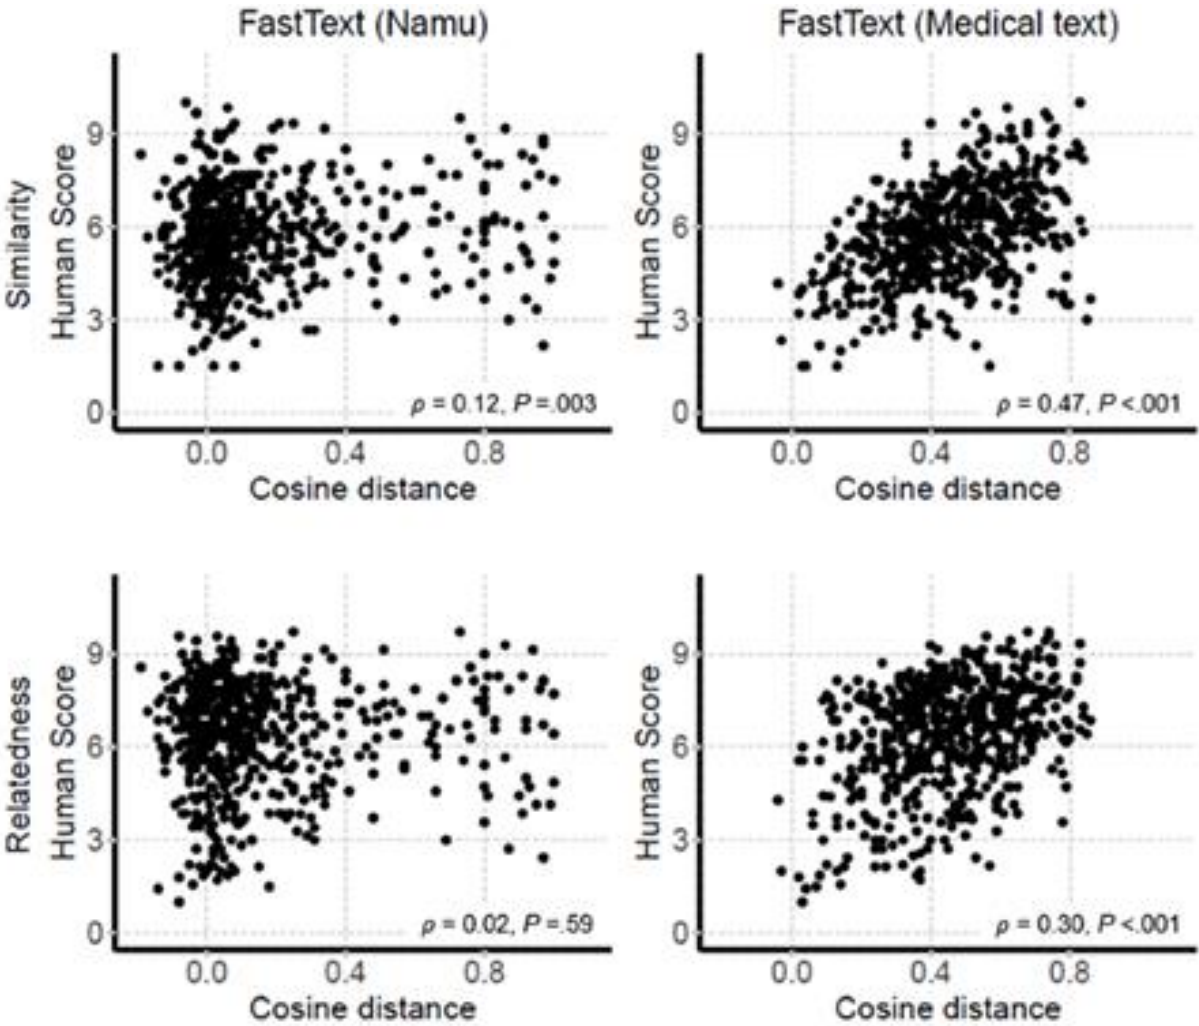 FastText (Namu)
FastText (Medical text)
Similarity
Human Score
9
6
3
0
ρ = 0.12, P =.003
0.0 0.4 0.8
Cosine distance
Human Score
9
6
3
0
ρ = 0.47, P <.001
0.0 0.4 0.8
Cosine distance
Relatedness
Human Score
9
6
3
0
ρ = 0.02, P =.59
0.0 0.4 0.8
Cosine distance
Human Score
9
6
3
0
ρ = 0.30, P <.001
0.0 0.4 0.8
Cosine distance